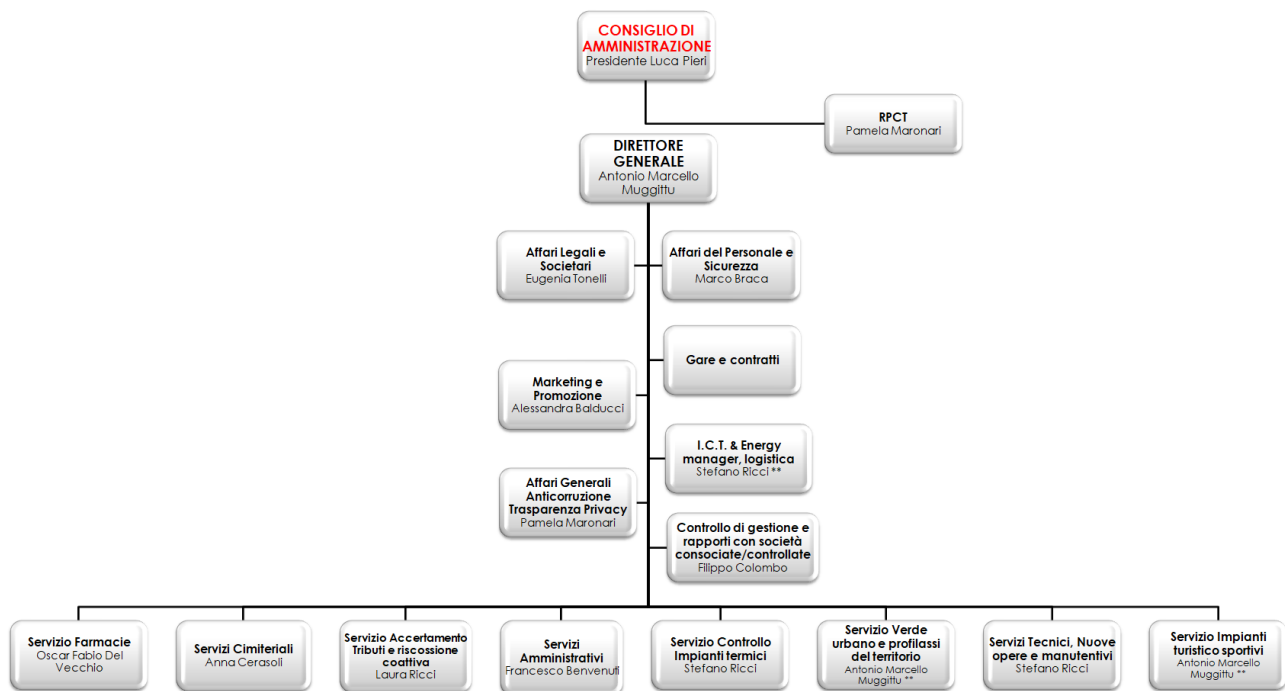 CONSIGLIO DI
AMMINISTRAZIONE
Presidente Luca Pieri
RPCT
Pamela Maronari
DIRETTORE
GENERALE
Antonio Marcello
Muggittu
Affari Legali e
Societari
Eugenia Tonelli
Affari del Personale e
Sicurezza
Marco Braca
Gare e contratti
Marketing e
Promozione
Alessandra Balducci
I.C.T. & Energy
manager, logistica
Stefano Ricci **
Affari Generali
Anticorruzione
Trasparenza Privacy
Pamela Maronari
Controllo di gestione e
rapporti con società
consociate/controllate
Filippo Colombo
Servizio Farmacie
Oscar Fabio Del
Vecchio
Servizi Cimiteriali
Anna Cerasoli
Servizio Accertamento
Tributi e riscossione
coattiva
Laura Ricci
Servizi
Amministrativi
Francesco Benvenuti
Servizio Controllo
Impianti termici
Stefano Ricci
Servizio Verde
urbano e profilassi
del territorio
Antonio Marcello
Muggittu **
Servizi Tecnici, Nuove
opere e manutentivi
Stefano Ricci
Servizio Impianti
turistico sportivi
Antonio Marcello
Muggittu **